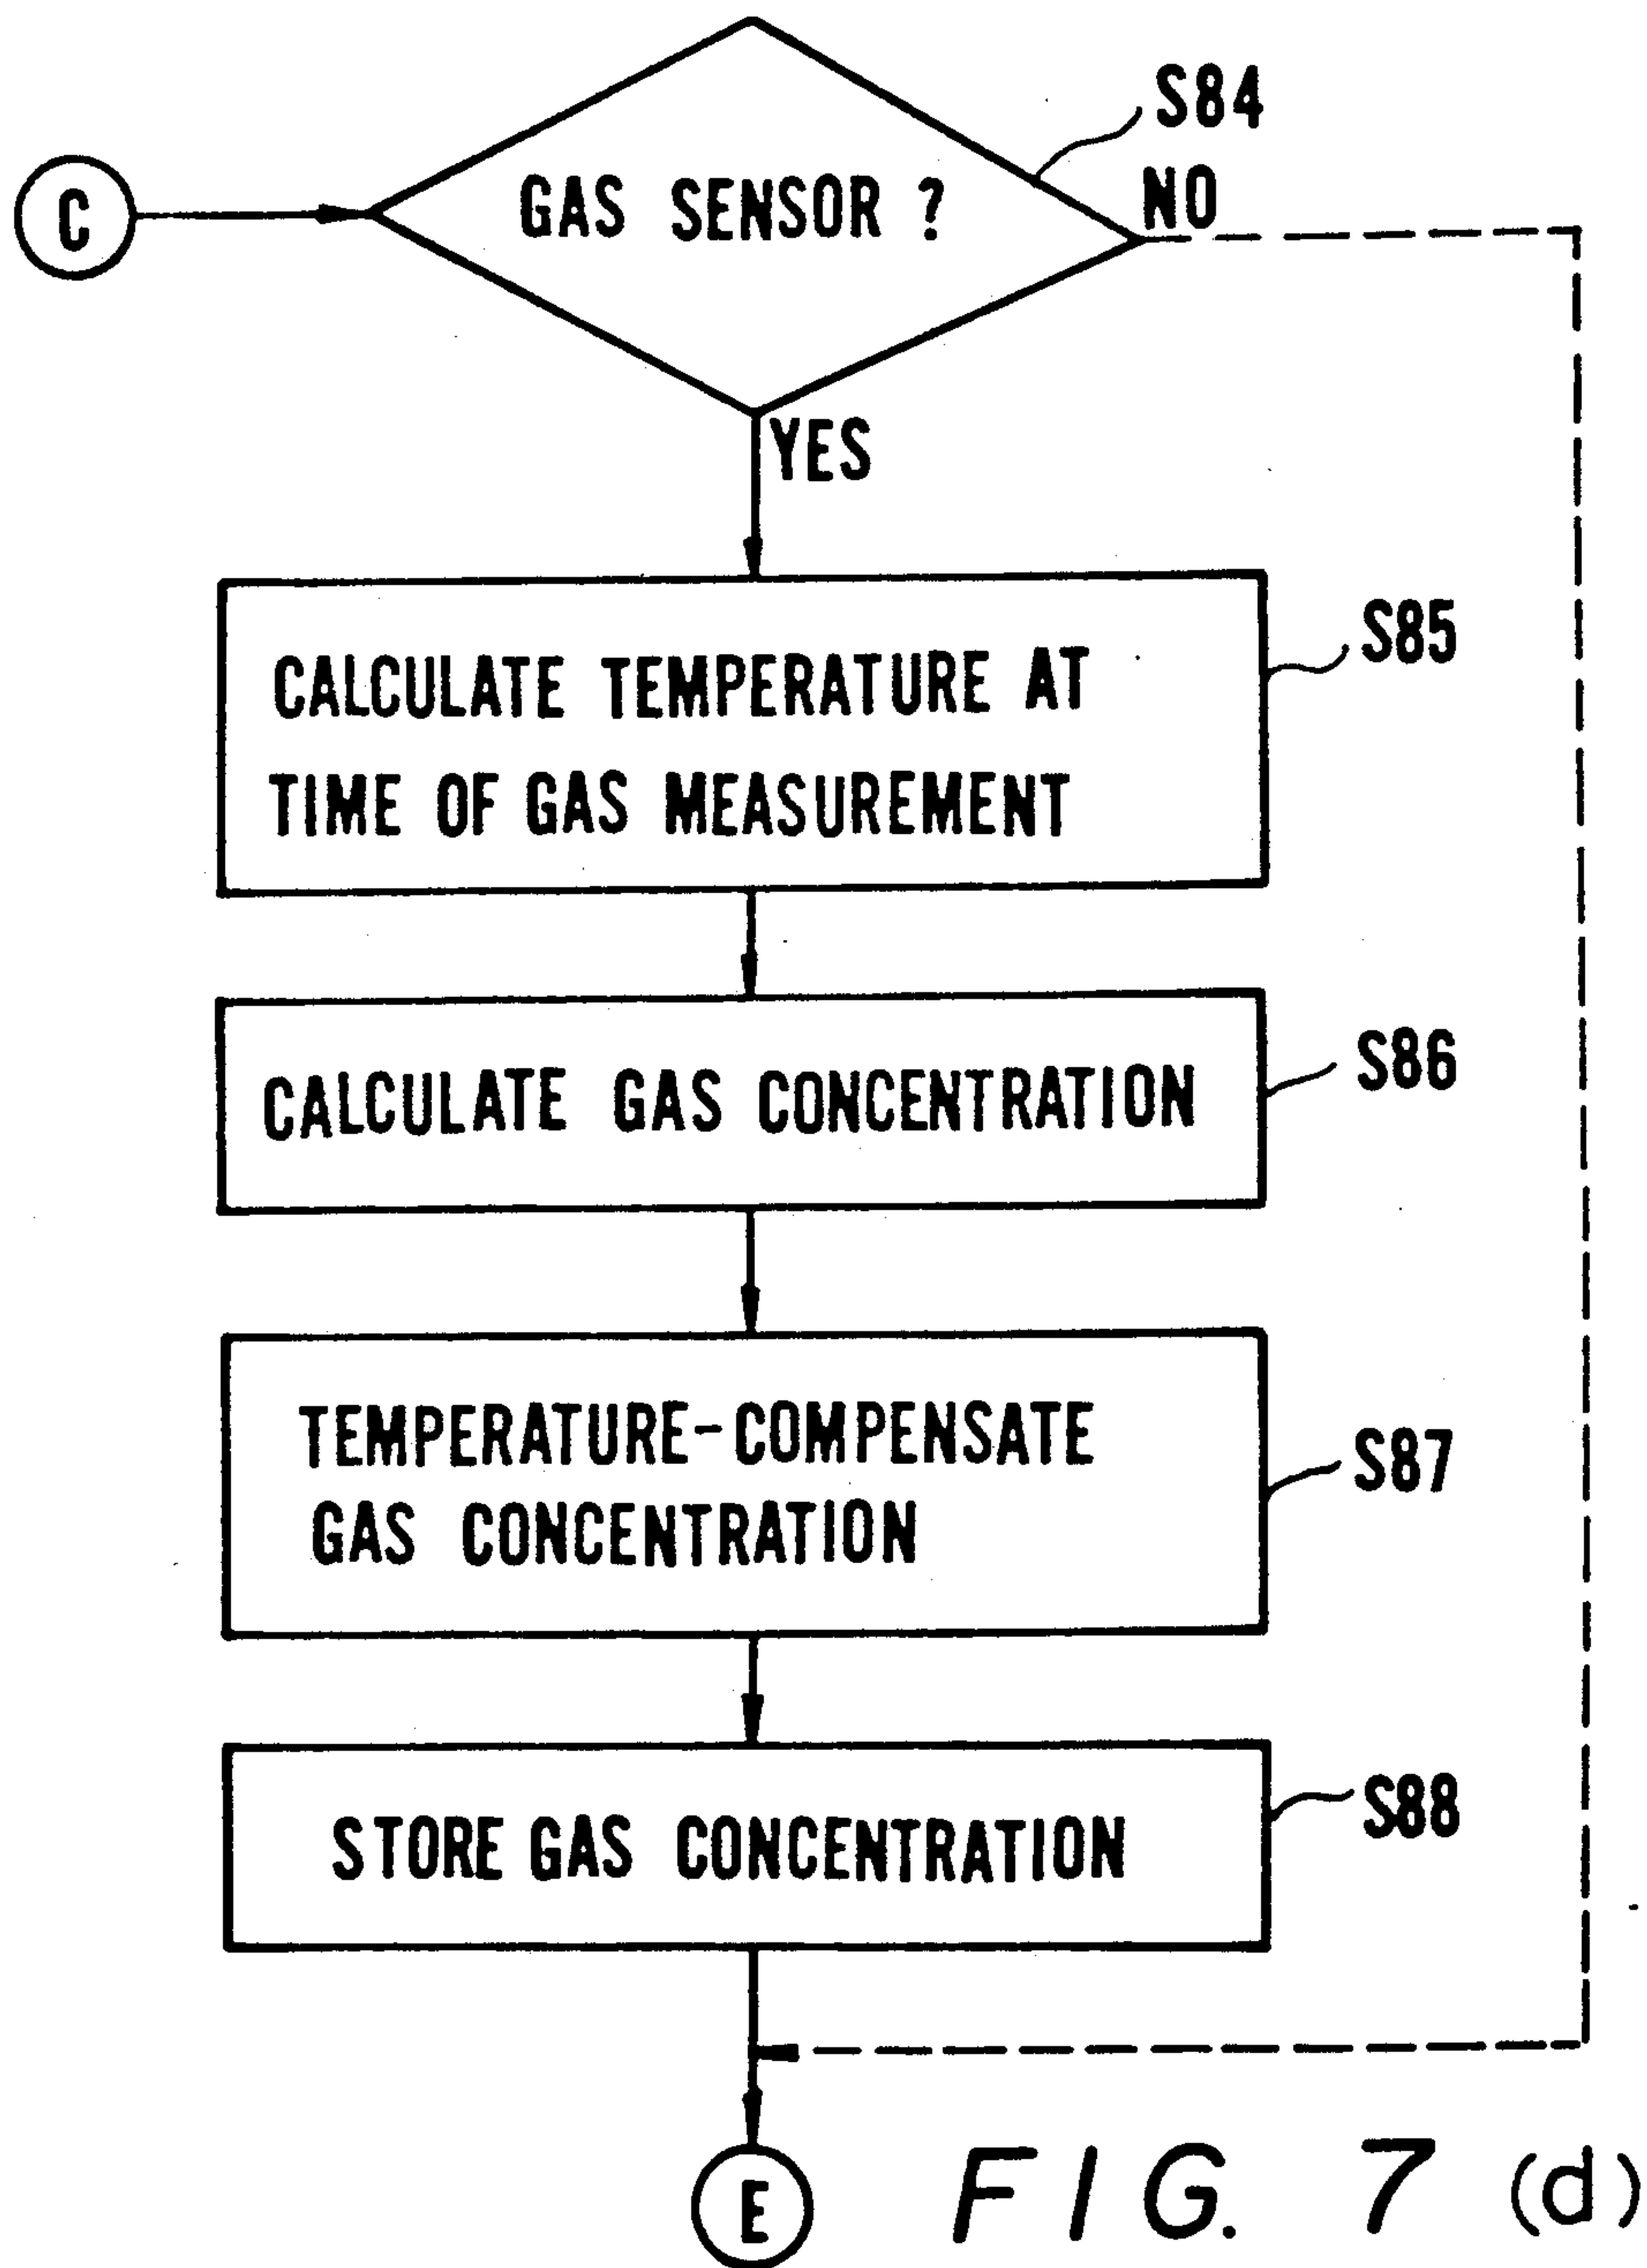 S84
C
GAS SENSOR ?
NO
YES
S85
CALCULATE TEMPERATURE AT
TIME OF GAS MEASUREMENT
S86
CALCULATE GAS CONCENTRATION
TEMPERATURE-COMPENSATE
S87
GAS CONCENTRATION
S88
STORE GAS CONCENTRATION
E
FIG. 7 (d)